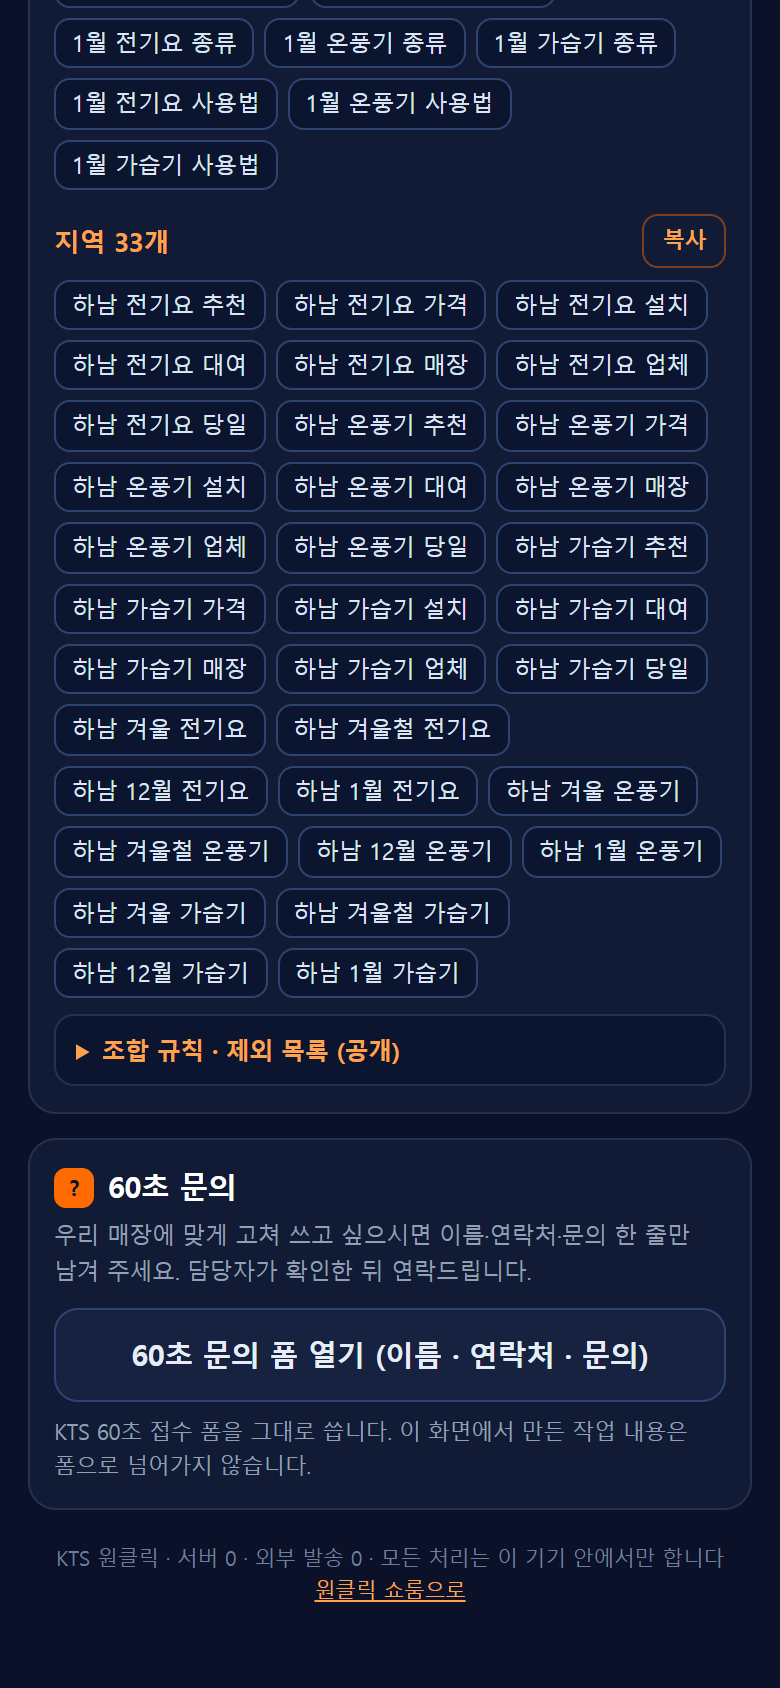 1월 전기요 종류 1월 온풍기 종류 1월 가습기 종류
1월 전기요 사용법 1월 온풍기 사용법
1월 가습기 사용법
지역 33개 복사
하남 전기요 추천 하남 전기요 가격 하남 전기요 설치
하남 전기요 대여 하남 전기요 매장 하남 전기요 업체
하남 전기요 당일 하남 온풍기 추천 하남 온풍기 가격
하남 온풍기 설치 하남 온풍기 대여 하남 온풍기 매장
하남 온풍기 업체 하남 온풍기 당일 하남 가습기 추천
하남 가습기 가격 하남 가습기 설치 하남 가습기 대여
하남 가습기 매장 하남 가습기 업체 하남 가습기 당일
하남 겨울 전기요 하남 겨울철 전기요
하남 12월 전기요 하남 1월 전기요 하남 겨울 온풍기
하남 겨울철 온풍기 하남 12월 온풍기 하남 1월 온풍기
하남 겨울 가습기 하남 겨울철 가습기
하남 12월 가습기 하남 1월 가습기
▶ 조합 규칙 · 제외 목록 (공개)
? 60초 문의
우리 매장에 맞게 고쳐 쓰고 싶으시면 이름·연락처·문의 한 줄만
남겨 주세요. 담당자가 확인한 뒤 연락드립니다.
60초 문의 폼 열기 (이름 · 연락처 · 문의)
KTS 60초 접수 폼을 그대로 씁니다. 이 화면에서 만든 작업 내용은
폼으로 넘어가지 않습니다.
KTS 원클릭 · 서버 0 · 외부 발송 0 · 모든 처리는 이 기기 안에서만 합니다
원클릭 쇼룸으로